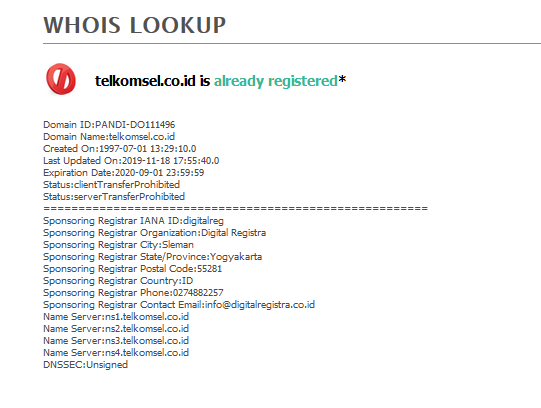 WHOIS LOOKUP
telkomsel.co.id is already registered*
Domain ID:PANDI-DO111496
Domain Name:telkomsel.co.id
Created On:1997-07-01 13:29:10.0
Last Updated On:2019-11-18 17:55:40.0
Expiration Date:2020-09-01 23:59:59
Status:clientTransferProhibited
Status:serverTransferProhibited
=======================================================
Sponsoring Registrar IANA ID:digitalreg
Sponsoring Registrar Organization:Digital Registra
Sponsoring Registrar City:Sleman
Sponsoring Registrar State/Province:Yogyakarta
Sponsoring Registrar Postal Code:55281
Sponsoring Registrar Country:ID
Sponsoring Registrar Phone:0274882257
Sponsoring Registrar Contact Email:info@digitalregistra.co.id
Name Server:ns1.telkomsel.co.id
Name Server:ns2.telkomsel.co.id
Name Server:ns3.telkomsel.co.id
Name Server:ns4.telkomsel.co.id
DNSSEC:Unsigned